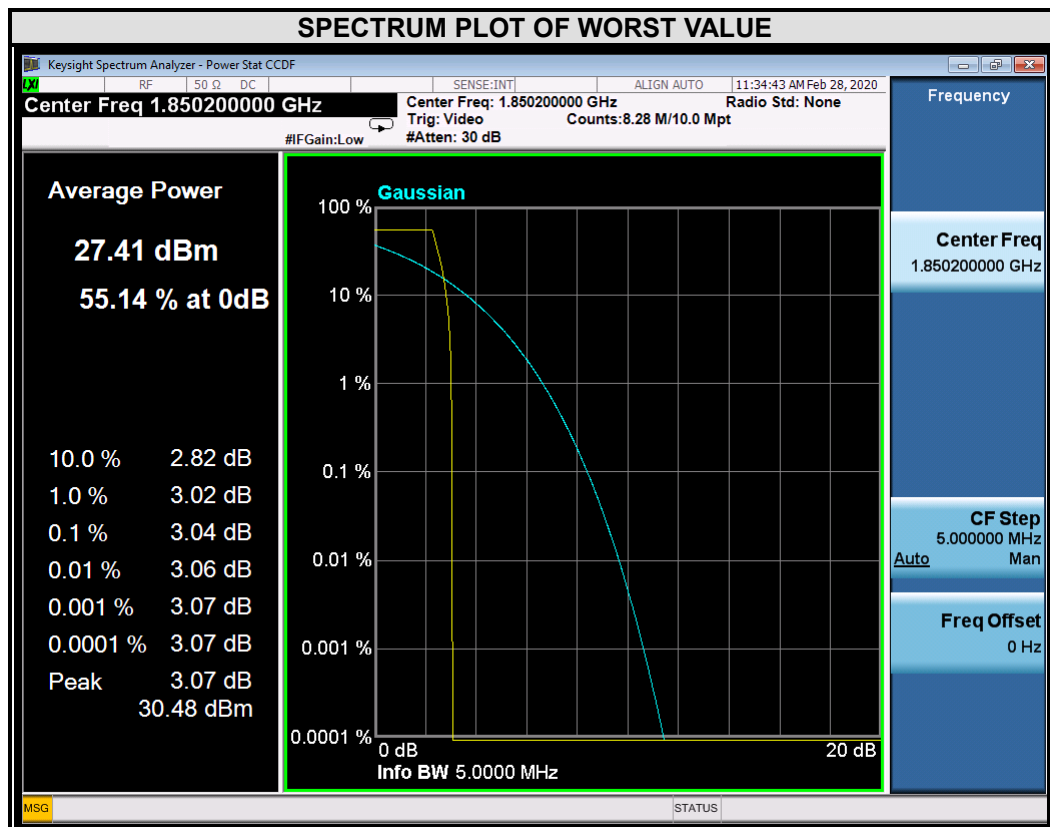 SPECTRUM PLOT OF WORST VALUE
Keysight Spectrum Analyzer - Power Stat CCDF
LXI RF 50 Ω DC SENSE:INT ALIGN AUTO 11:34:43 AM Feb 28, 2020
Center Freq 1.850200000 GHz
Center Freq: 1.850200000 GHz Radio Std: None
Trig: Video Counts:8.28 M/10.0 Mpt
#IFGain:Low #Atten: 30 dB
Average Power
27.41 dBm
55.14 % at 0dB
10.0 % 2.82 dB
1.0 % 3.02 dB
0.1 % 3.04 dB
0.01 % 3.06 dB
0.001 % 3.07 dB
0.0001 % 3.07 dB
Peak 3.07 dB
30.48 dBm
Gaussian
100 %
10 %
1 %
0.1 %
0.01 %
0.001 %
0.0001 %
0 dB 20 dB
Info BW 5.0000 MHz
Frequency
Center Freq
1.850200000 GHz
CF Step
5.000000 MHz
Auto Man
Freq Offset
0 Hz
MSG STATUS